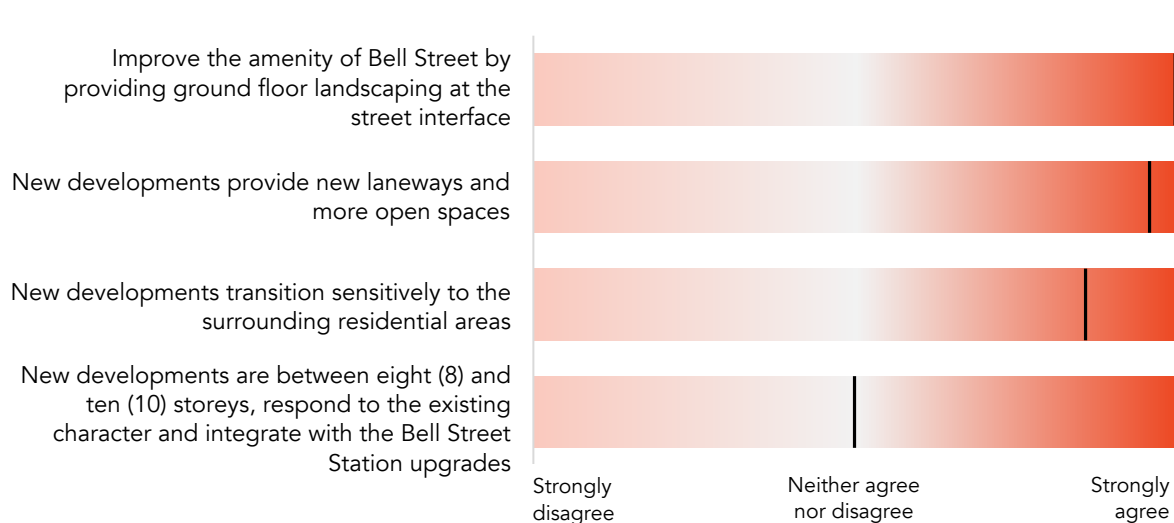 Improve the amenity of Bell Street by
providing ground floor landscaping at the
street interface
New developments provide new laneways and
more open spaces
New developments transition sensitively to the
surrounding residential areas
New developments are between eight (8) and
ten (10) storeys, respond to the existing
character and integrate with the Bell Street
Station upgrades
Strongly
disagree
Neither agree
nor disagree
Strongly
agree